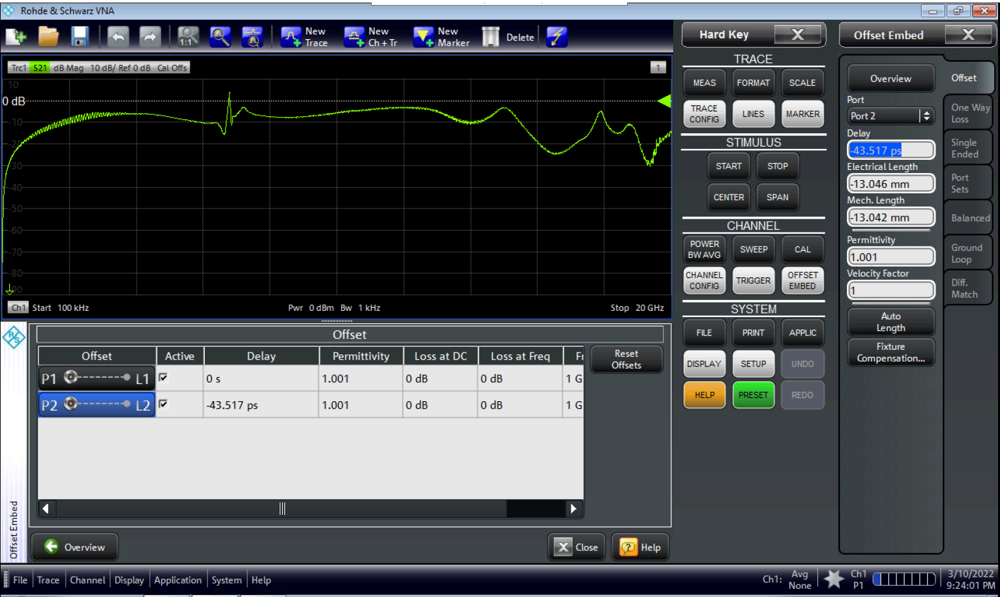 Rohde & Schwarz VNA
1:1
New Trace
New Ch + Tr
New Marker
Delete
Trc1 S21 dB Mag 10 dB/ Ref 0 dB Cal Offs
1
10
0 dB
-10
-20
-30
-40
-50
-60
-70
-80
-90
Ch1 Start 100 kHz
Pwr 0 dBm Bw 1 kHz
Stop 20 GHz
Hard Key
X
TRACE
MEAS
FORMAT
SCALE
TRACE CONFIG
LINES
MARKER
STIMULUS
START
STOP
CENTER
SPAN
CHANNEL
POWER BW AVG
SWEEP
CAL
CHANNEL CONFIG
TRIGGER
OFFSET EMBED
SYSTEM
FILE
PRINT
APPLIC
DISPLAY
SETUP
UNDO
HELP
PRESET
REDO
Offset Embed
X
Overview
Port
Port 2
Delay
-43.517 ps
Electrical Length
-13.046 mm
Mech. Length
-13.042 mm
Permittivity
1.001
Velocity Factor
1
Auto Length
Fixture Compensation...
Offset
One Way Loss
Single Ended
Port Sets
Balanced
Ground Loop
Diff. Match
R/S
Offset Embed
Offset
Offset Active Delay Permittivity Loss at DC Loss at Freq Fr
P1 L1 0 s 1.001 0 dB 0 dB 1 G
P2 L2 -43.517 ps 1.001 0 dB 0 dB 1 G
Reset Offsets
Overview
Close
Help
File
Trace
Channel
Display
Application
System
Help
Ch1:
Avg None
Ch1 P1
3/10/2022
9:24:01 PM